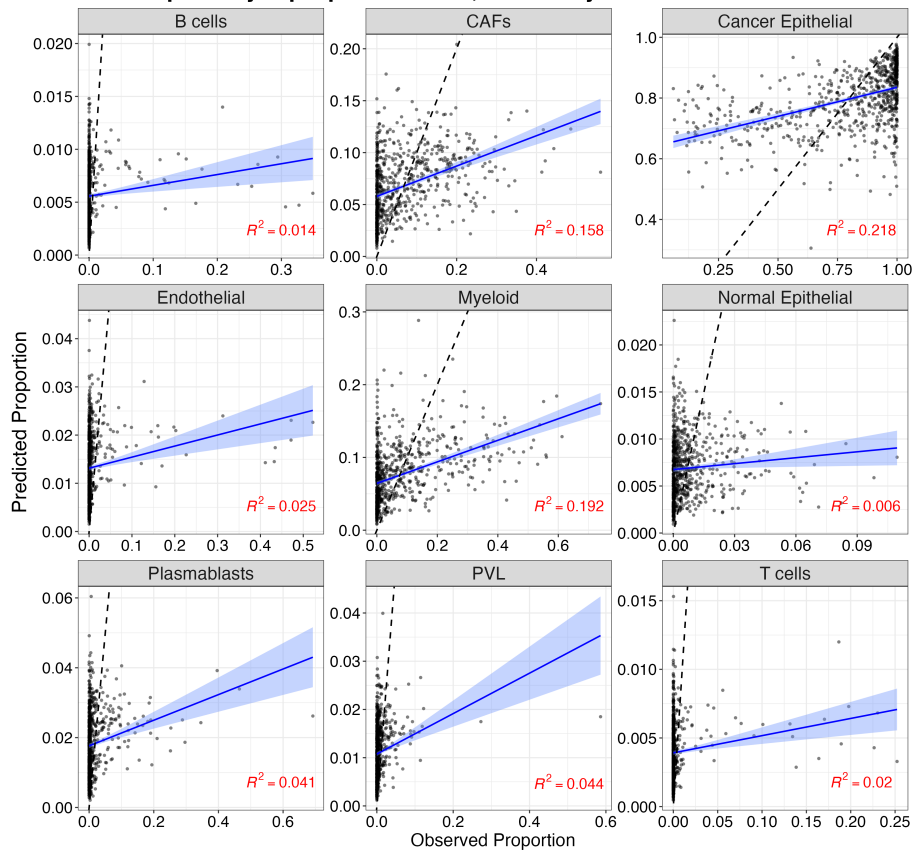 B cells CAFs Cancer Epithelial
0.020 0.20 1.0
0.015 0.15 0.8
0.010 0.10 0.6
0.005 0.05 0.4
0.000 0.00
R² = 0.014 R² = 0.158 R² = 0.218
0.0 0.1 0.2 0.3 0.0 0.2 0.4 0.25 0.50 0.75 1.00
Endothelial Myeloid Normal Epithelial
0.04 0.3 0.020
0.03 0.2 0.015
0.02 0.1 0.010
0.01 0.0 0.005
0.00 0.000
R² = 0.025 R² = 0.192 R² = 0.006
0.0 0.1 0.2 0.3 0.4 0.5 0.0 0.2 0.4 0.6 0.00 0.03 0.06 0.09
Predicted Proportion
Plasmablasts PVL T cells
0.06 0.04 0.015
0.04 0.03 0.010
0.02 0.02 0.005
0.00 0.01 0.000
0.00
R² = 0.041 R² = 0.044 R² = 0.02
0.0 0.2 0.4 0.6 0.0 0.2 0.4 0.6 0.00 0.05 0.10 0.15 0.20 0.25
Observed Proportion